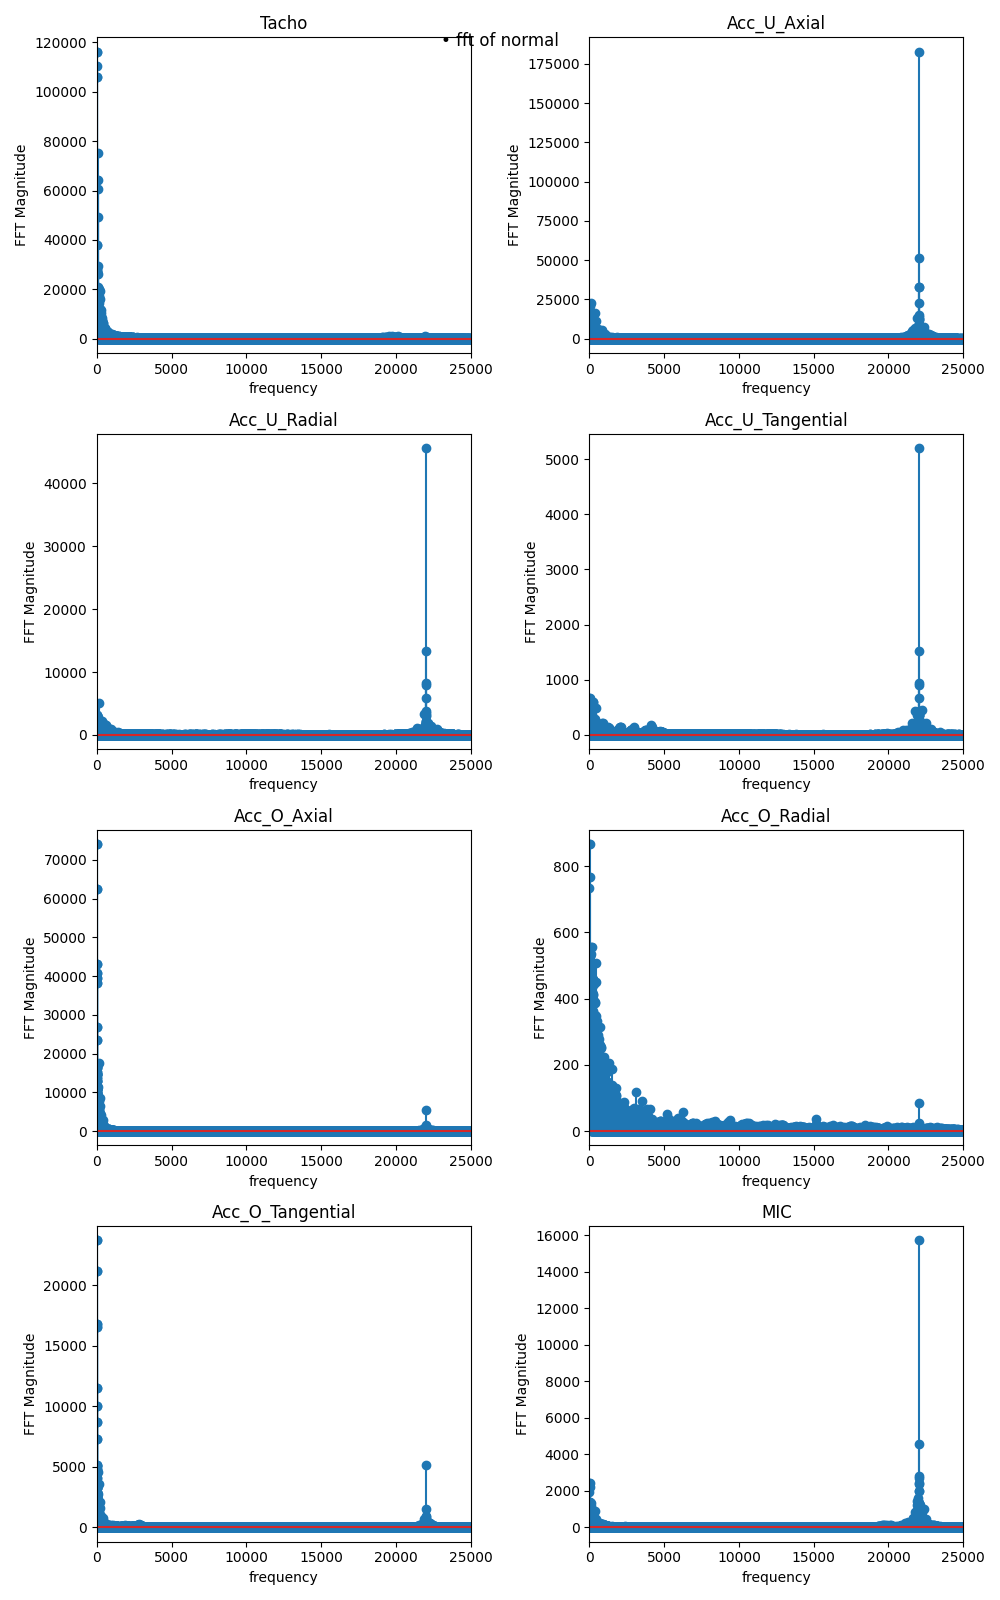 • fft of normal
Tacho
FFT Magnitude
120000
100000
80000
60000
40000
20000
0
0 5000 10000 15000 20000 25000
frequency
Acc_U_Axial
FFT Magnitude
175000
150000
125000
100000
75000
50000
25000
0
0 5000 10000 15000 20000 25000
frequency
Acc_U_Radial
FFT Magnitude
40000
30000
20000
10000
0
0 5000 10000 15000 20000 25000
frequency
Acc_U_Tangential
FFT Magnitude
5000
4000
3000
2000
1000
0
0 5000 10000 15000 20000 25000
frequency
Acc_O_Axial
FFT Magnitude
70000
60000
50000
40000
30000
20000
10000
0
0 5000 10000 15000 20000 25000
frequency
Acc_O_Radial
FFT Magnitude
800
600
400
200
0
0 5000 10000 15000 20000 25000
frequency
Acc_O_Tangential
FFT Magnitude
20000
15000
10000
5000
0
0 5000 10000 15000 20000 25000
frequency
MIC
FFT Magnitude
16000
14000
12000
10000
8000
6000
4000
2000
0
0 5000 10000 15000 20000 25000
frequency